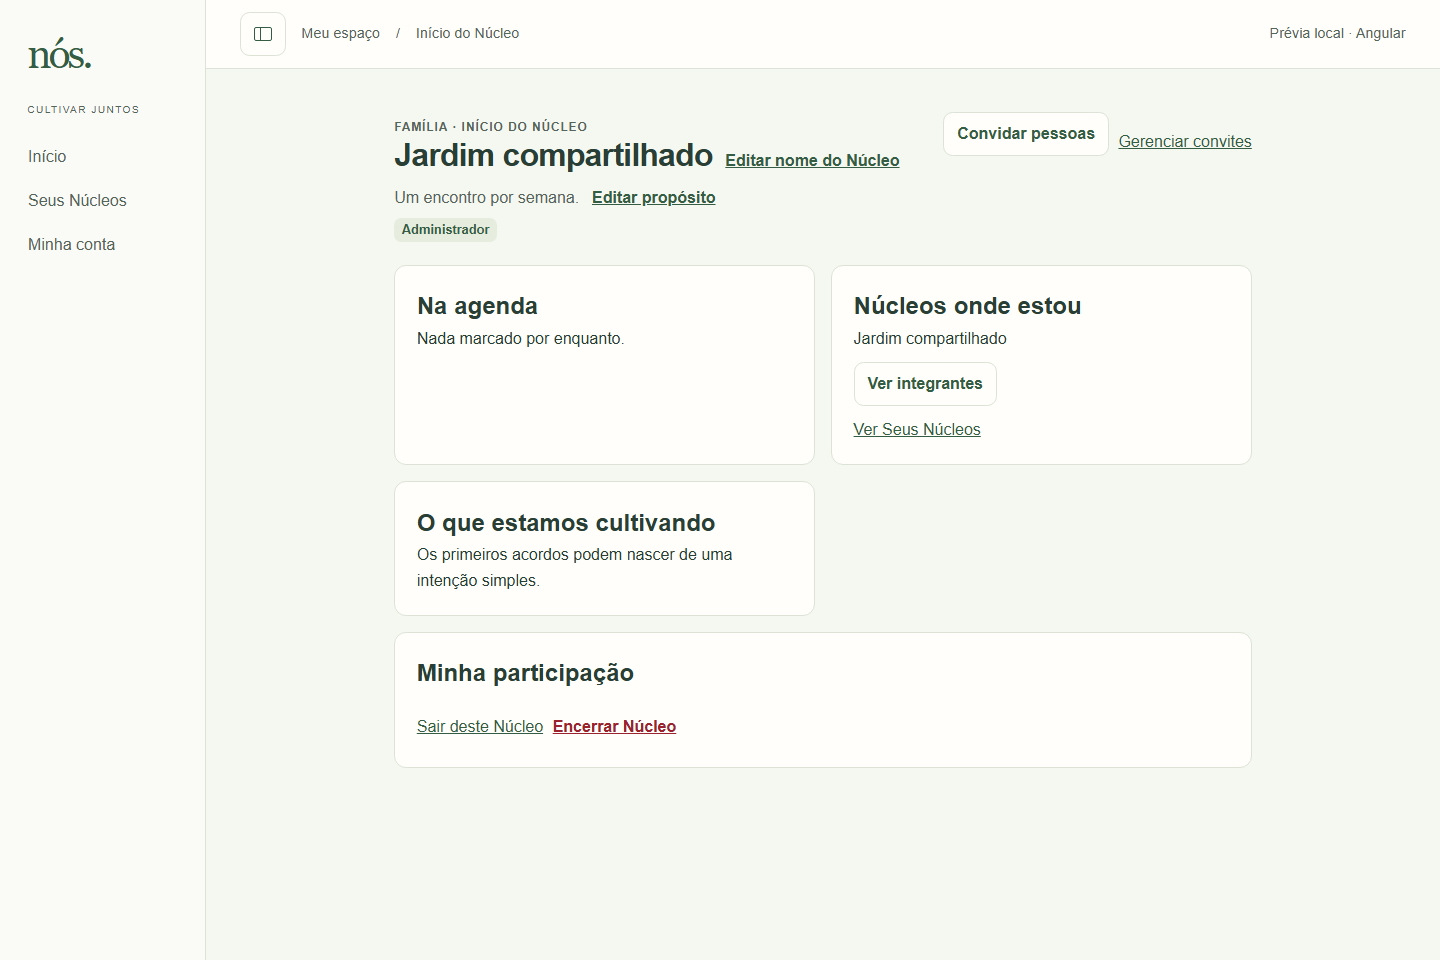 nós.
CULTIVAR JUNTOS
Início
Seus Núcleos
Minha conta
Meu espaço / Início do Núcleo
Prévia local · Angular
FAMÍLIA · INÍCIO DO NÚCLEO
Jardim compartilhado Editar nome do Núcleo
Convidar pessoas Gerenciar convites
Um encontro por semana. Editar propósito
Administrador
Na agenda
Nada marcado por enquanto.
Núcleos onde estou
Jardim compartilhado
Ver integrantes
Ver Seus Núcleos
O que estamos cultivando
Os primeiros acordos podem nascer de uma
intenção simples.
Minha participação
Sair deste Núcleo Encerrar Núcleo